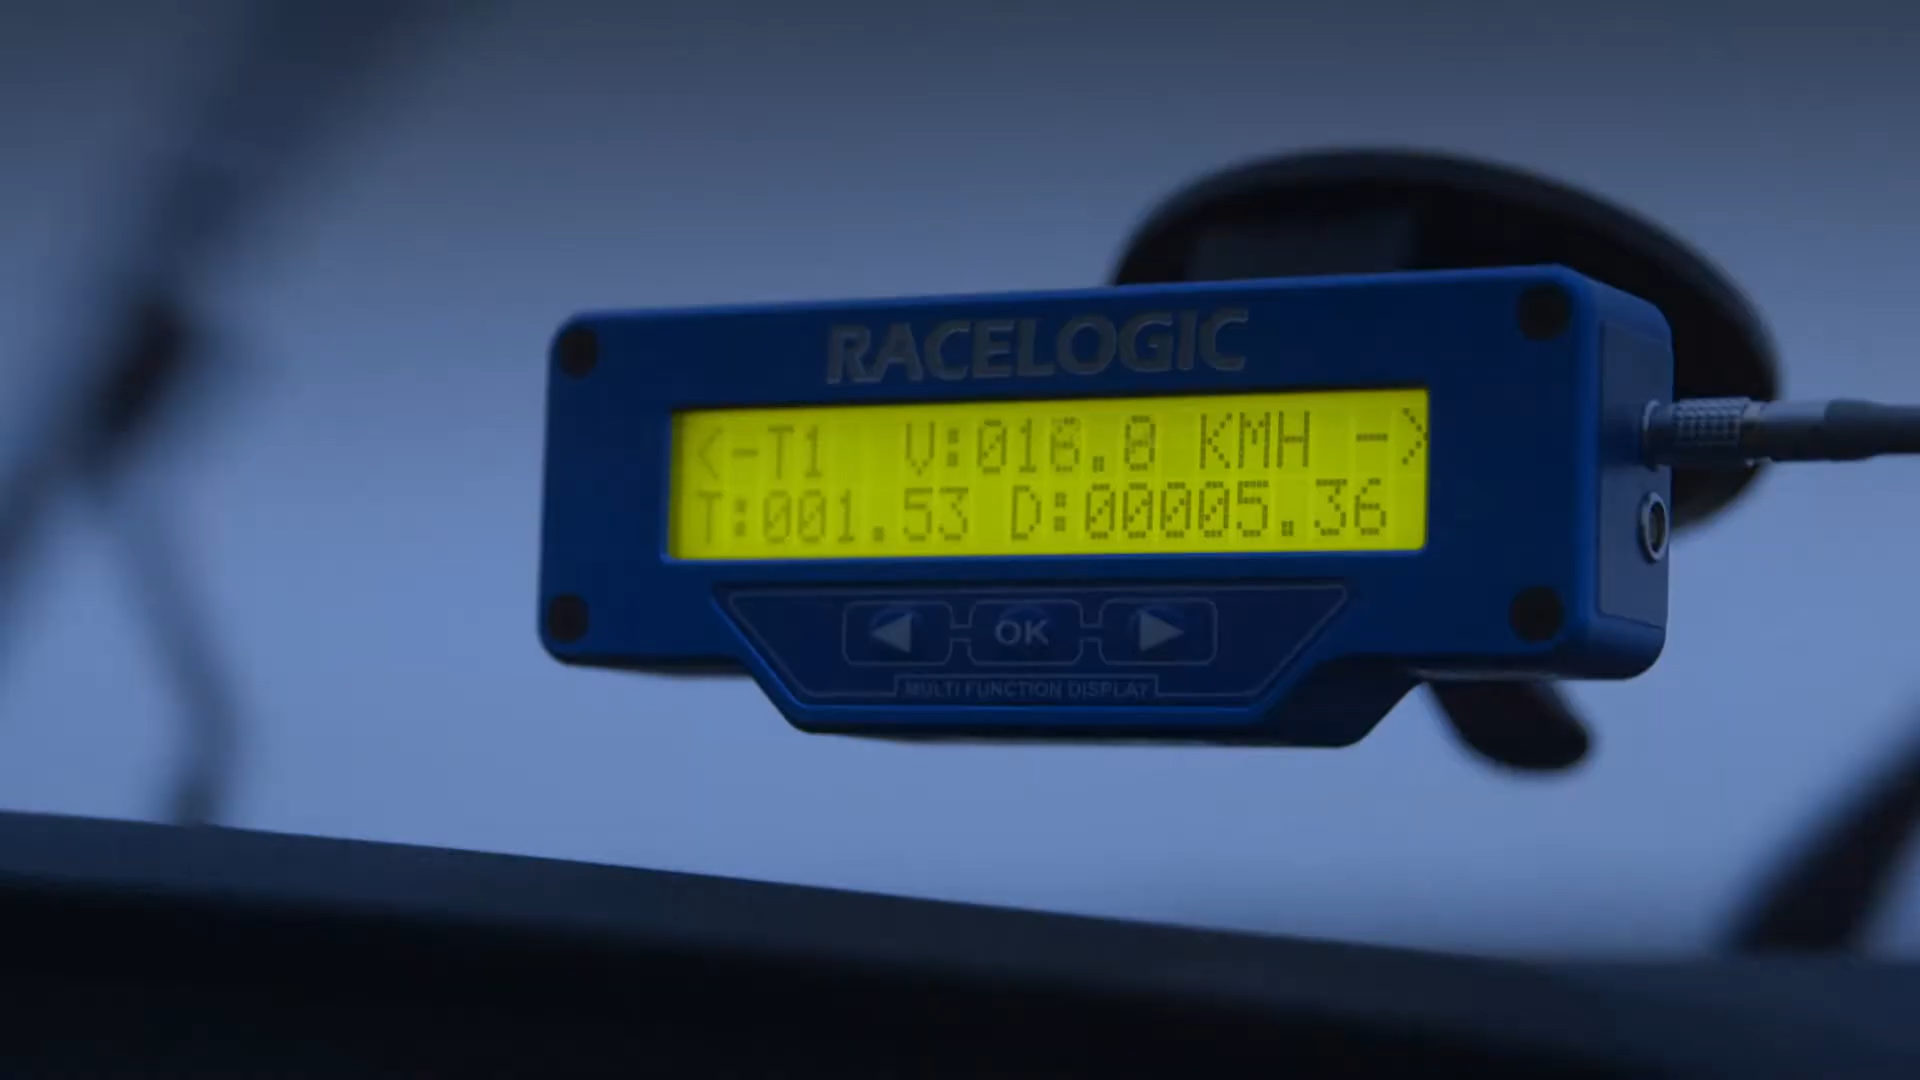 RACELOGIC
<-T1 V:016.0 KMH ->
T:001.53 D:00005.36
OK
MULTI FUNCTION DISPLAY